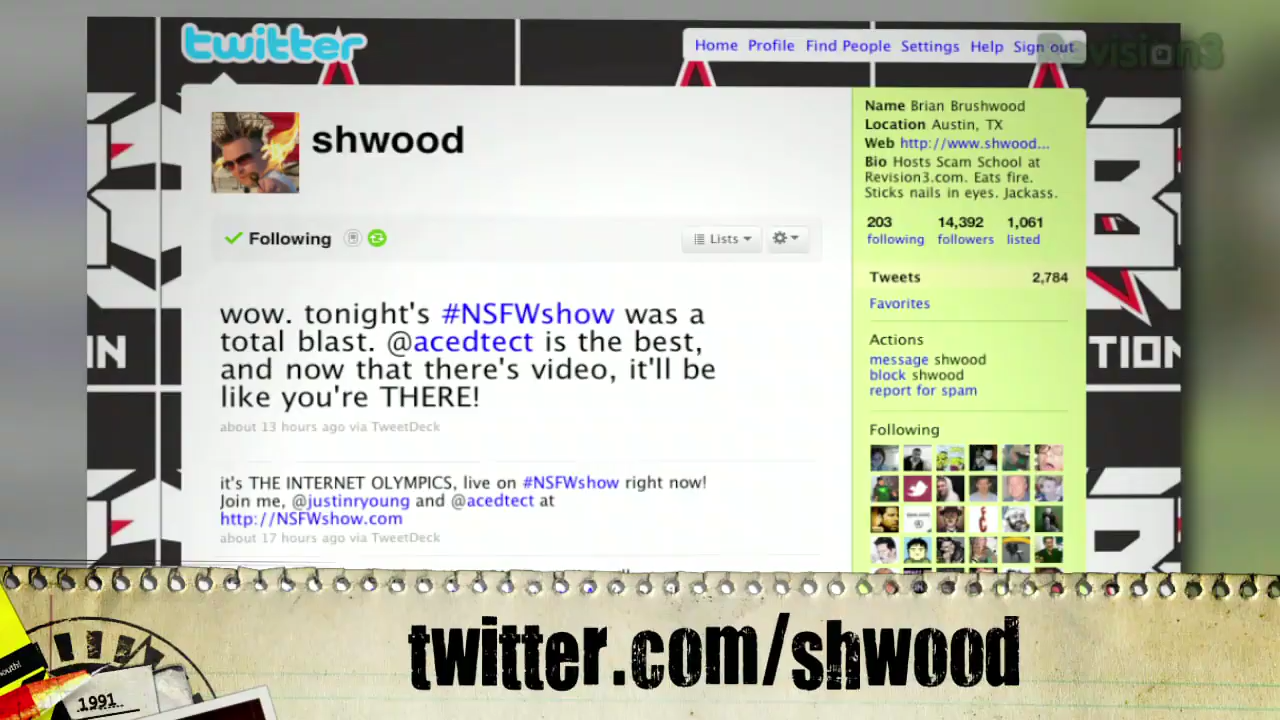 twitter
Home Profile Find People Settings Help Sign out
Revision3
shwood
Following
Lists
wow. tonight's #NSFWshow was a
total blast. @acedtect is the best,
and now that there's video, it'll be
like you're THERE!
about 13 hours ago via TweetDeck
it's THE INTERNET OLYMPICS, live on #NSFWshow right now!
Join me, @justinryoung and @acedtect at
http://NSFWshow.com
about 17 hours ago via TweetDeck
Name Brian Brushwood
Location Austin, TX
Web http://www.shwood...
Bio Hosts Scam School at
Revision3.com. Eats fire.
Sticks nails in eyes. Jackass.
203 14,392 1,061
following followers listed
Tweets 2,784
Favorites
Actions
message shwood
block shwood
report for spam
Following
IN
TION
twitter.com/shwood
1991